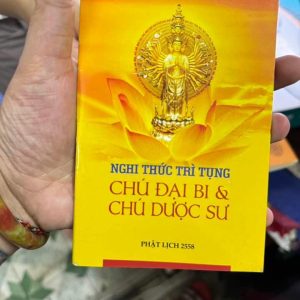 NGHI THỨC TRÌ TỤNG
CHÚ ĐẠI BI &
CHÚ DƯỢC SƯ
PHẬT LỊCH 2558